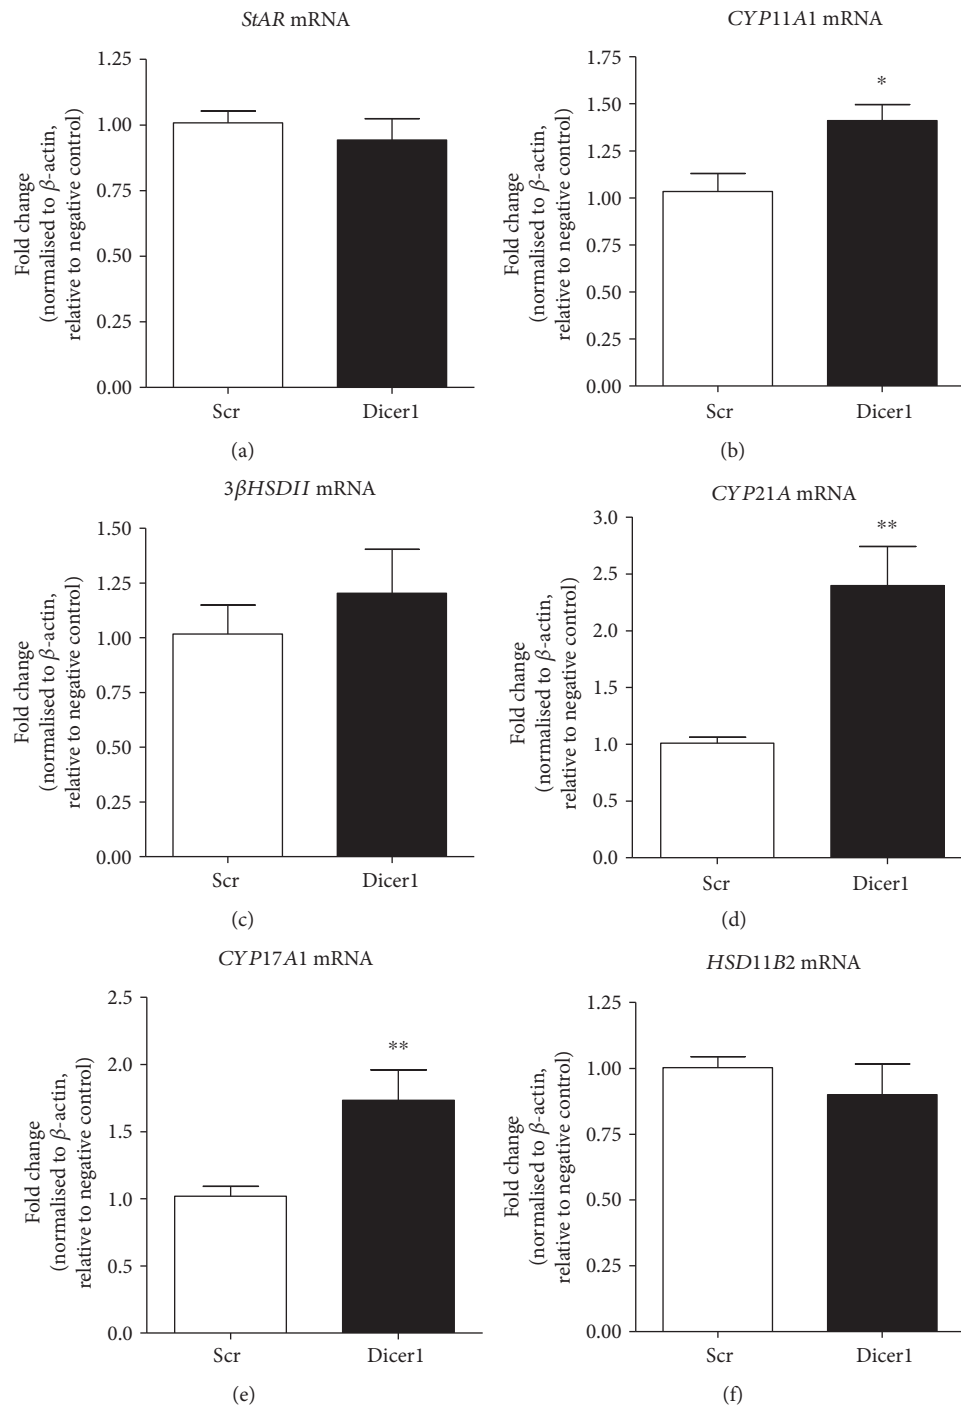 StAR mRNA
1.25
1.00
0.75
0.50
0.25
0.00
Fold change
(normalised to β-actin,
relative to negative control)
Scr Dicer1
(a)
CYP11A1 mRNA
1.75
1.50
1.25
1.00
0.75
0.50
0.25
0.00
Fold change
(normalised to β-actin,
relative to negative control)
*
Scr Dicer1
(b)
3βHSDII mRNA
1.50
1.25
1.00
0.75
0.50
0.25
0.00
Fold change
(normalised to β-actin,
relative to negative control)
Scr Dicer1
(c)
CYP21A mRNA
3.0
2.5
2.0
1.5
1.0
0.5
0.0
Fold change
(normalised to β-actin,
relative to negative control)
**
Scr Dicer1
(d)
CYP17A1 mRNA
2.5
2.0
1.5
1.0
0.5
0.0
Fold change
(normalised to β-actin,
relative to negative control)
**
Scr Dicer1
(e)
HSD11B2 mRNA
1.25
1.00
0.75
0.50
0.25
0.00
Fold change
(normalised to β-actin,
relative to negative control)
Scr Dicer1
(f)